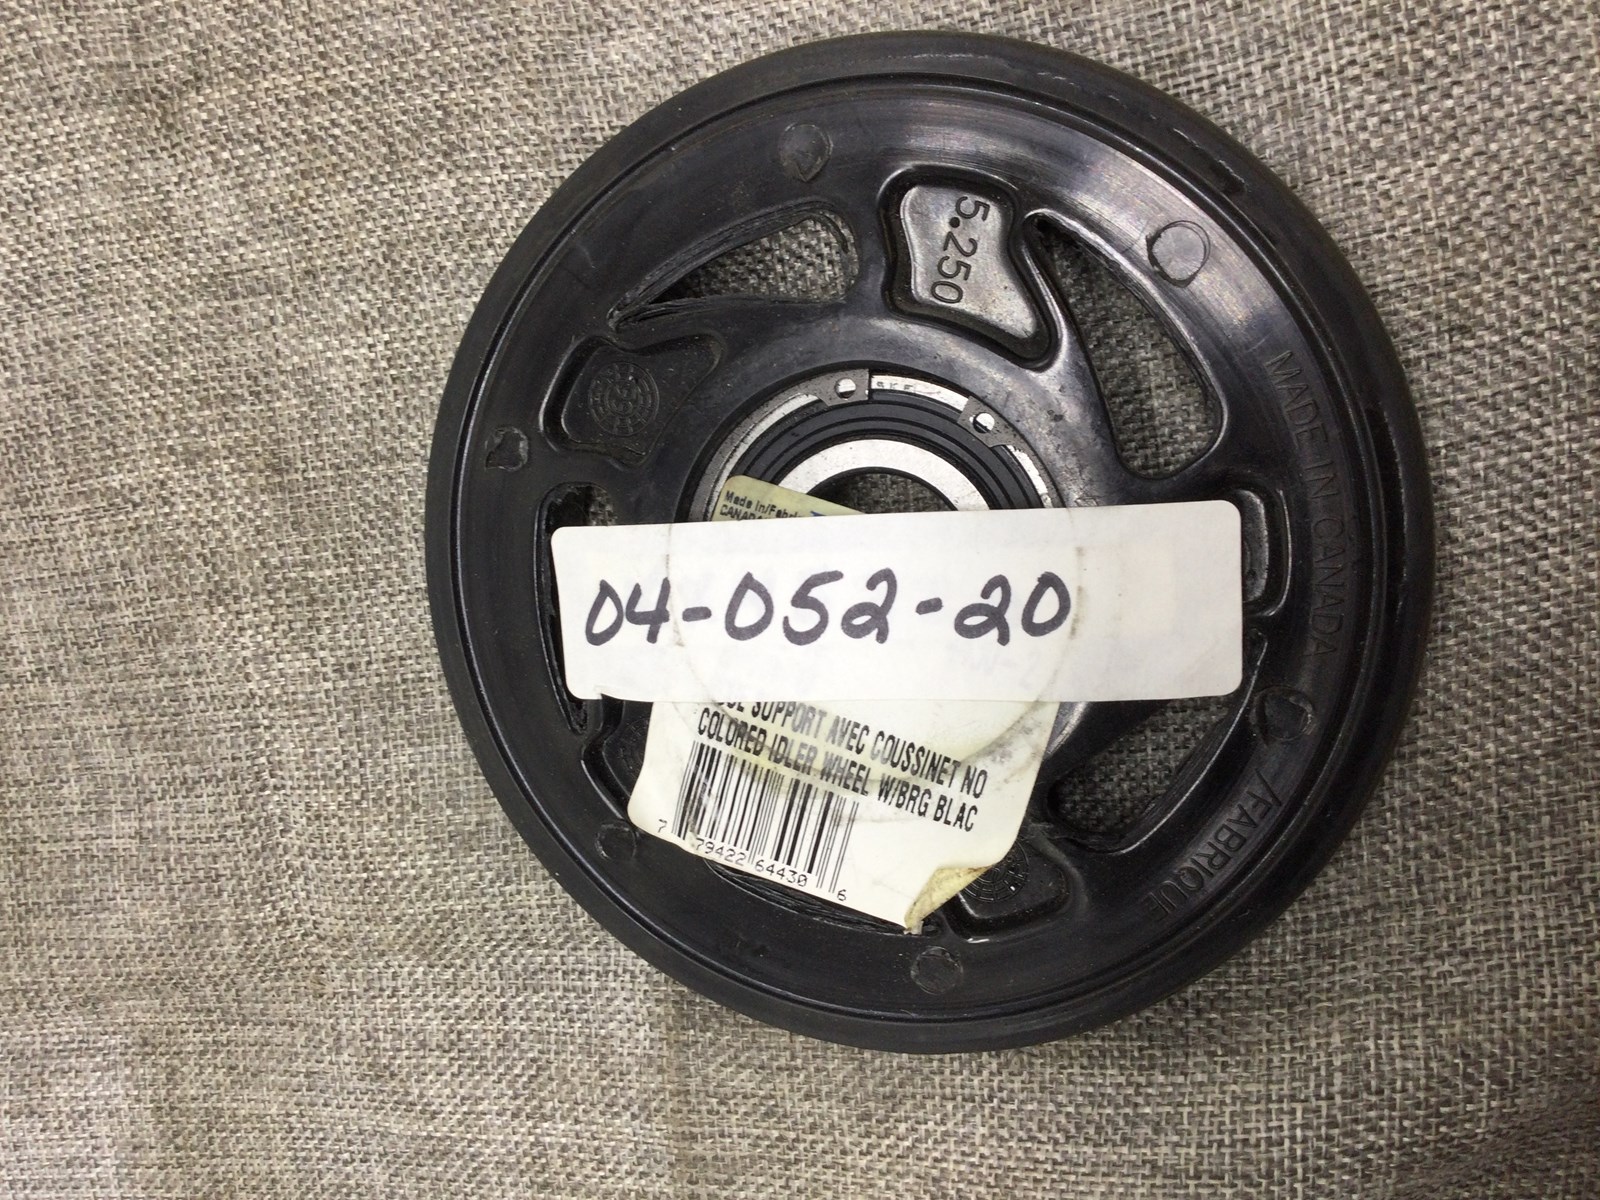 5.250
SKF
MADE IN CANADA
/FABRIQUE
Made In/Fabri
CANADA
04-052-20
SUPPORT AVEC COUSSINET NO
COLORED IDLER WHEEL W/BRG BLAC
7 79422 64430 6